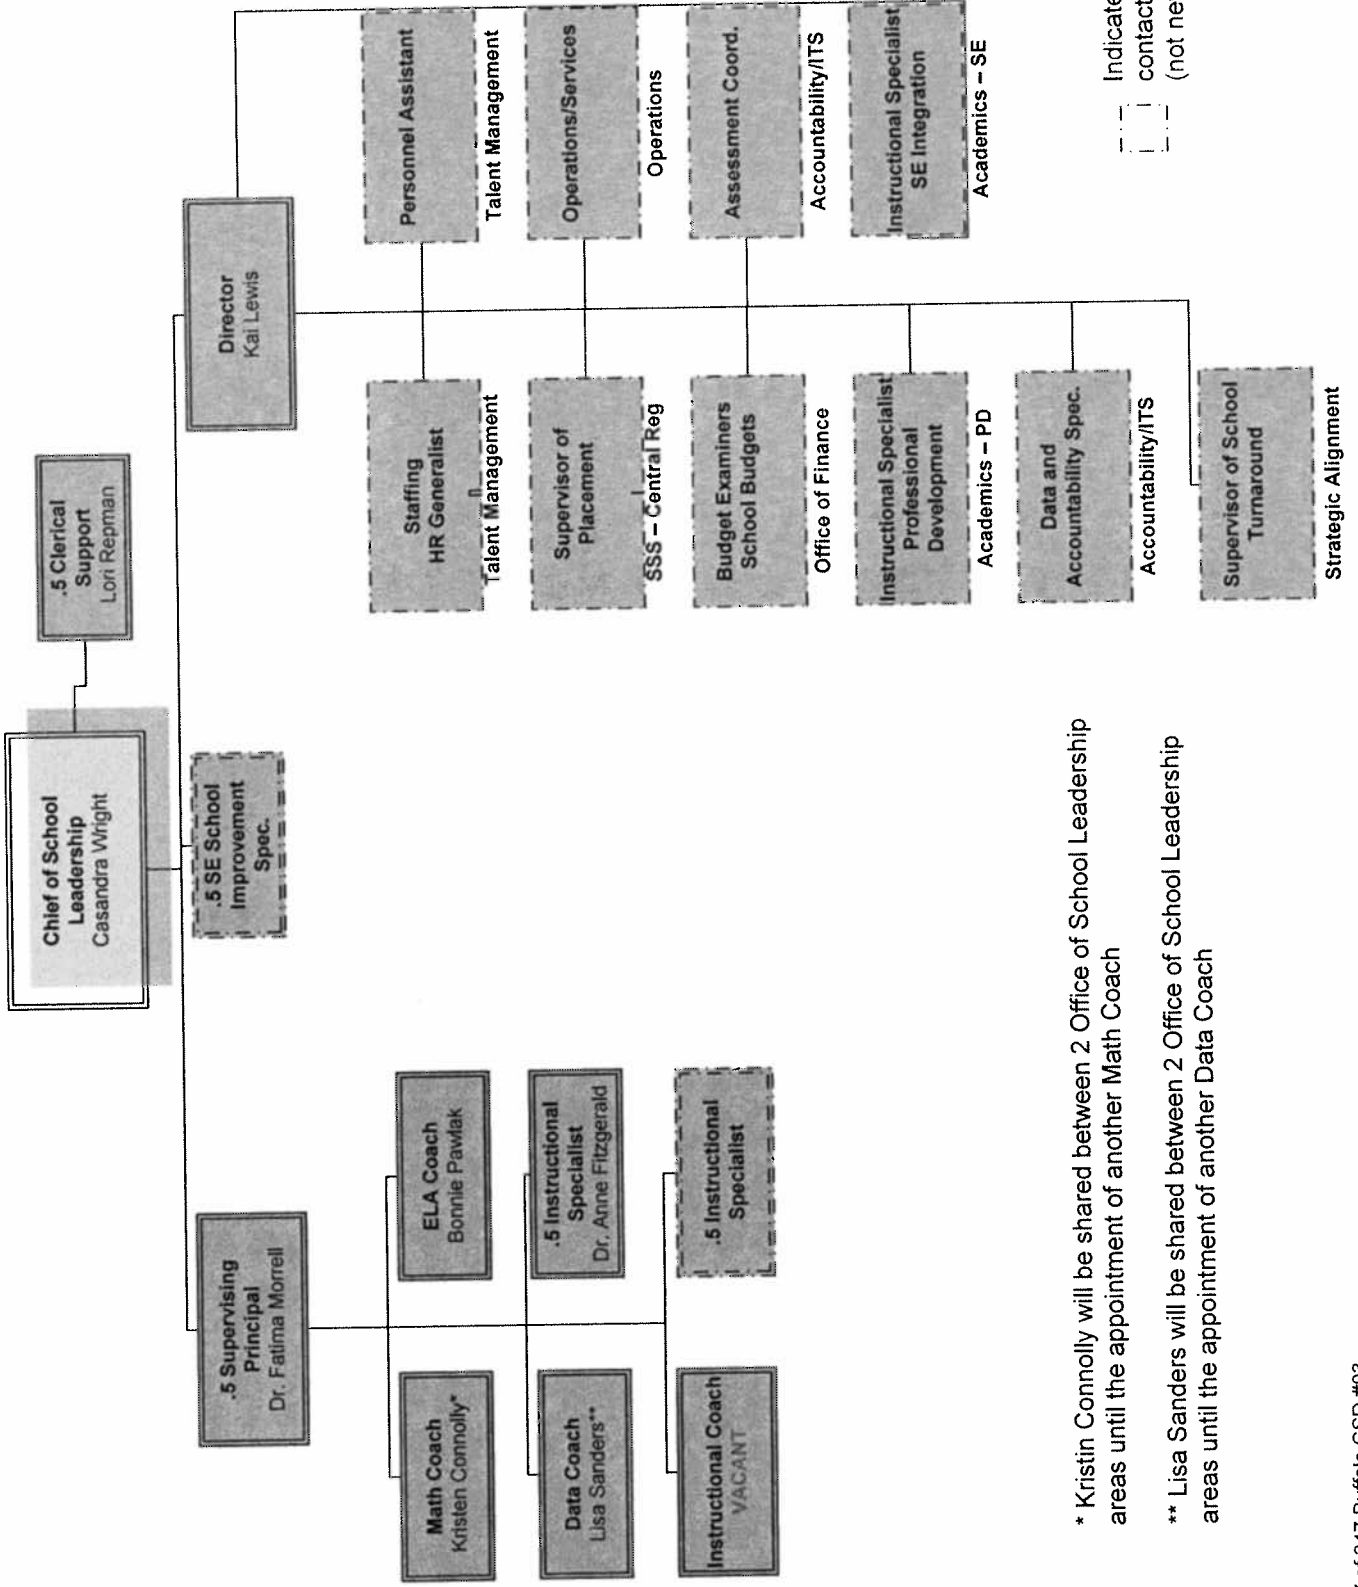 Chief of School
Leadership
Casandra Wright
.5 Clerical
Support
Lori Repman
.5 Supervising
Principal
Dr. Fatima Morrell
.5 SE School
Improvement
Spec.
Director
Kai Lewis
Math Coach
Kristen Connolly*
ELA Coach
Bonnie Pawlak
Data Coach
Lisa Sanders**
.5 Instructional
Specialist
Dr. Anne Fitzgerald
Instructional Coach
VACANT
.5 Instructional
Specialist
Staffing
HR Generalist
Talent Management
Personnel Assistant
Talent Management
Supervisor of
Placement
SSS – Central Reg
Operations/Services
Operations
Budget Examiners
School Budgets
Office of Finance
Assessment Coord.
Accountability/ITS
Instructional Specialist
Professional
Development
Academics – PD
Instructional Specialist
SE Integration
Academics – SE
Data and
Accountability Spec.
Accountability/ITS
Supervisor of School
Turnaround
Strategic Alignment
* Kristin Connolly will be shared between 2 Office of School Leadership
areas until the appointment of another Math Coach
** Lisa Sanders will be shared between 2 Office of School Leadership
areas until the appointment of another Data Coach
Indicate
contact
(not ne